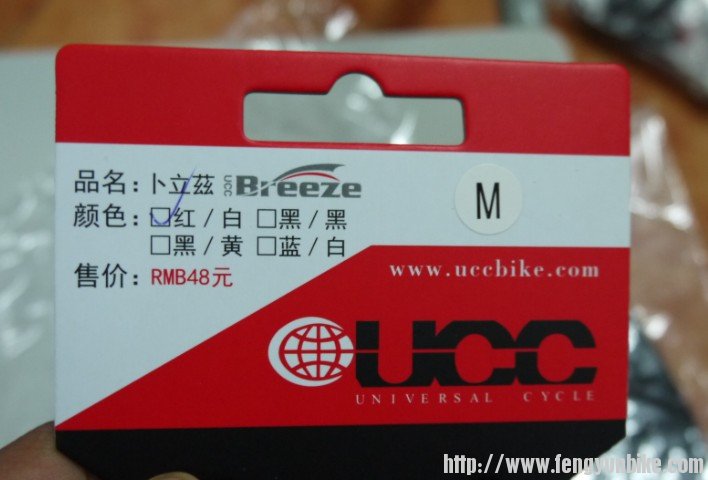 品名：卜立茲 UCC Breeze
颜色：☑红/白 □黑/黑
□黑/黄 □蓝/白
售价：RMB48元
M
www.uccbike.com
UCC
UNIVERSAL CYCLE
http://www.fengyunbike.com